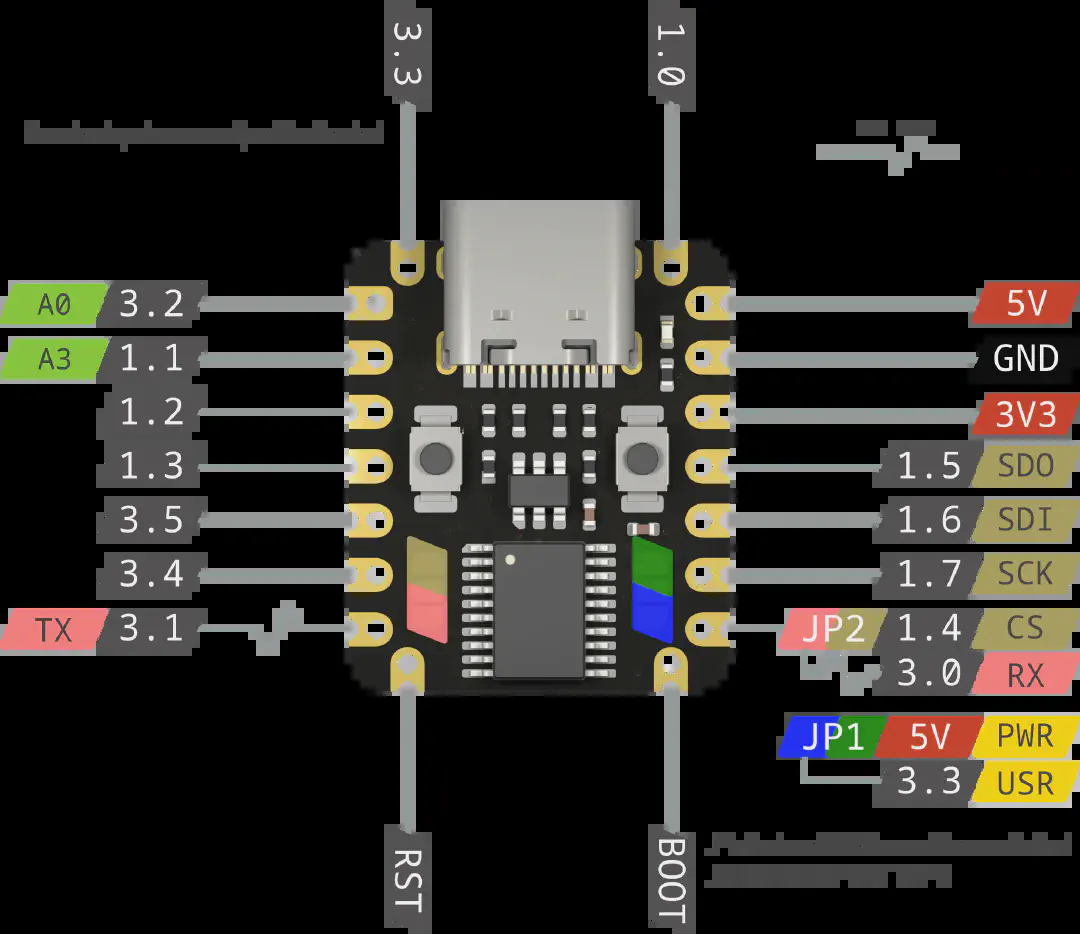 3.3
1.0
A0 3.2
5V
A3 1.1
GND
1.2
3V3
1.3
1.5 SDO
3.5
1.6 SDI
3.4
1.7 SCK
TX 3.1
JP2 1.4 CS
3.0 RX
JP1 5V PWR
3.3 USR
RST
BOOT